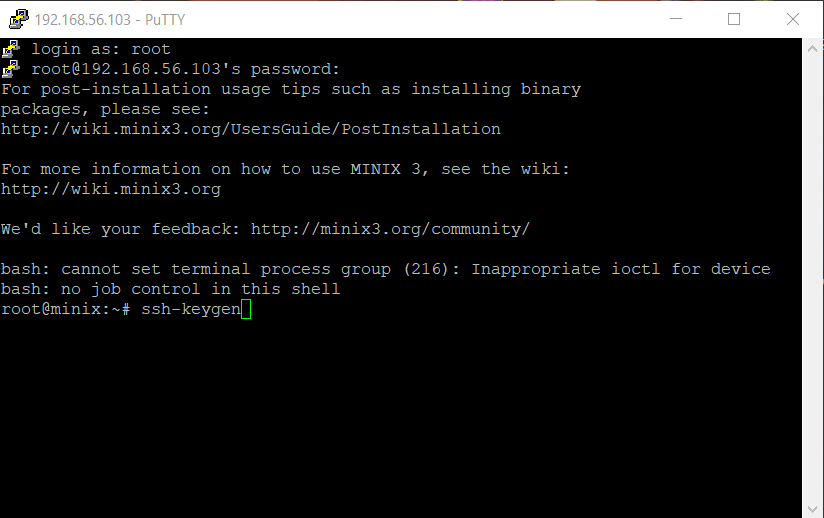 192.168.56.103 - PuTTY
login as: root
root@192.168.56.103's password:
For post-installation usage tips such as installing binary
packages, please see:
http://wiki.minix3.org/UsersGuide/PostInstallation
For more information on how to use MINIX 3, see the wiki:
http://wiki.minix3.org
We'd like your feedback: http://minix3.org/community/
bash: cannot set terminal process group (216): Inappropriate ioctl for device
bash: no job control in this shell
root@minix:~# ssh-keygen